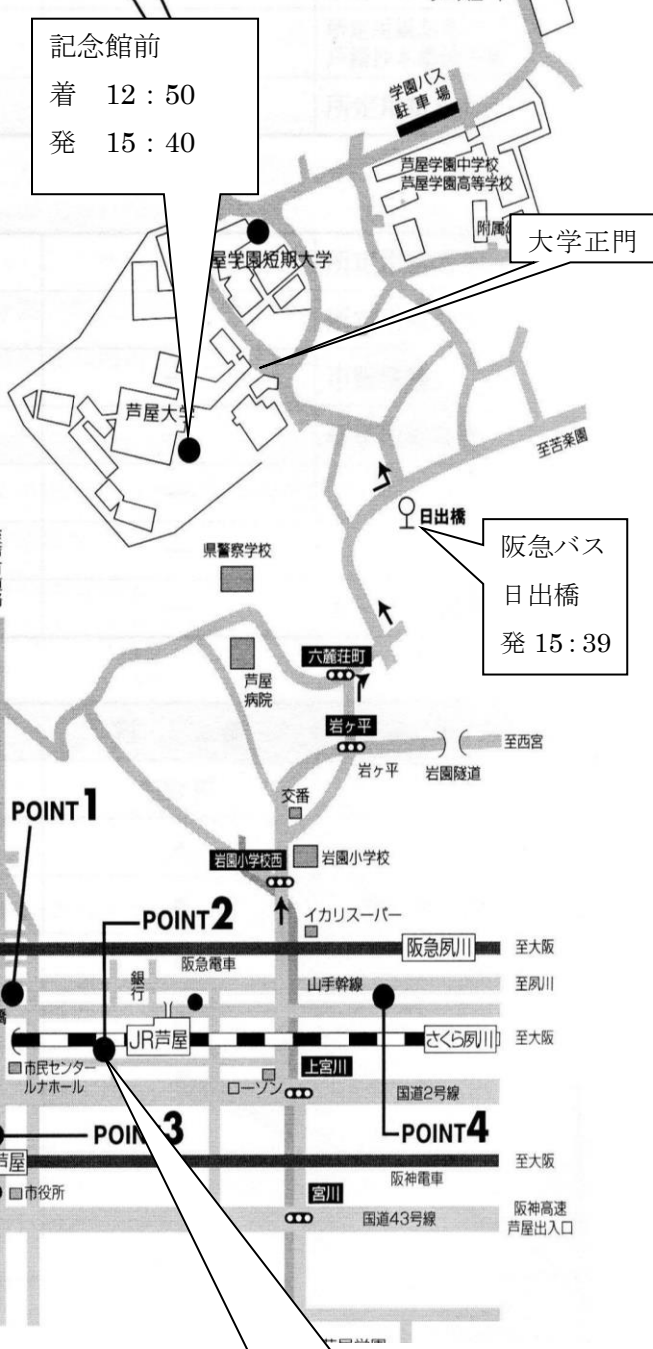 記念館前
着 12:50
発 15:40
学園バス
駐車場
芦屋学園中学校
芦屋学園高等学校
大学正門
屋学園短期大学
芦屋大学
至苦楽園
日出橋
阪急バス
日出橋
発 15:39
県警察学校
芦屋
病院
六麓荘町
岩ヶ平
岩ヶ平
岩園隧道
至西宮
交番
POINT1
岩園小学校西
岩園小学校
POINT2
イカリスーパー
阪急電車
阪急夙川
至大阪
銀行
山手幹線
至夙川
JR芦屋
さくら夙川
至大阪
市民センター
ルナホール
ローソン
上宮川
国道2号線
POINT3
POINT4
芦屋
至大阪
阪神電車
市役所
宮川
国道43号線
阪神高速
芦屋出入口